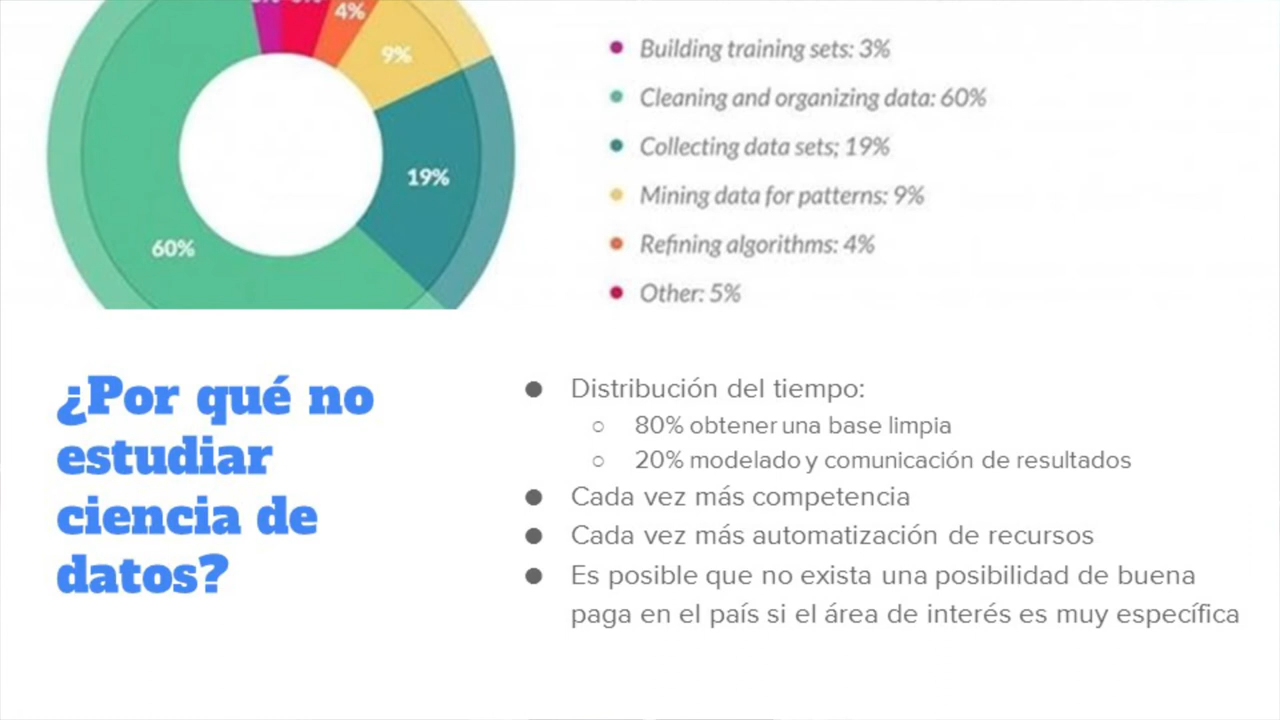 4%
9%
19%
60%
Building training sets: 3%
Cleaning and organizing data: 60%
Collecting data sets; 19%
Mining data for patterns: 9%
Refining algorithms: 4%
Other: 5%
¿Por qué no
estudiar
ciencia de
datos?
Distribución del tiempo:
80% obtener una base limpia
20% modelado y comunicación de resultados
Cada vez más competencia
Cada vez más automatización de recursos
Es posible que no exista una posibilidad de buena
paga en el país si el área de interés es muy específica